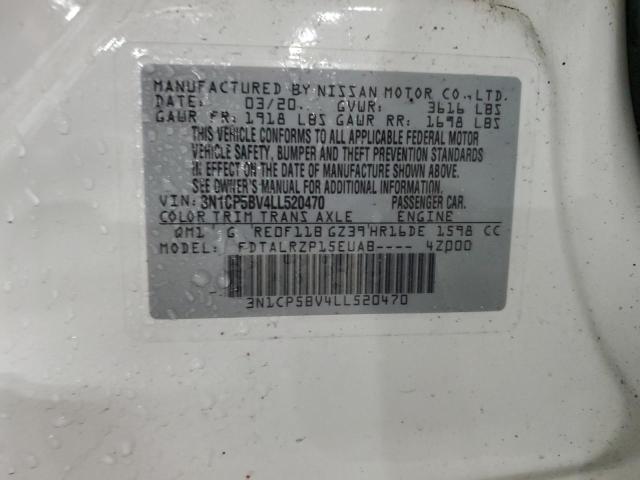 MANUFACTURED BY NISSAN MOTOR CO.,LTD.
DATE: 03/20. GVWR: 3616 LBS
GAWR FR: 1918 LBS GAWR RR: 1698 LBS
THIS VEHICLE CONFORMS TO ALL APPLICABLE FEDERAL MOTOR
VEHICLE SAFETY, BUMPER AND THEFT PREVENTION STANDARDS
IN EFFECT ON THE DATE OF MANUFACTURE SHOWN ABOVE.
SEE OWNER'S MANUAL FOR ADDITIONAL INFORMATION.
VIN: 3N1CP5BV4LL520470 PASSENGER CAR.
COLOR TRIM TRANS AXLE ENGINE
QM1 G RE0F11B GZ39 HR16DE 1598 CC
FDTALRZP15EUAB---- 4Z000
3N1CP5BV4LL520470